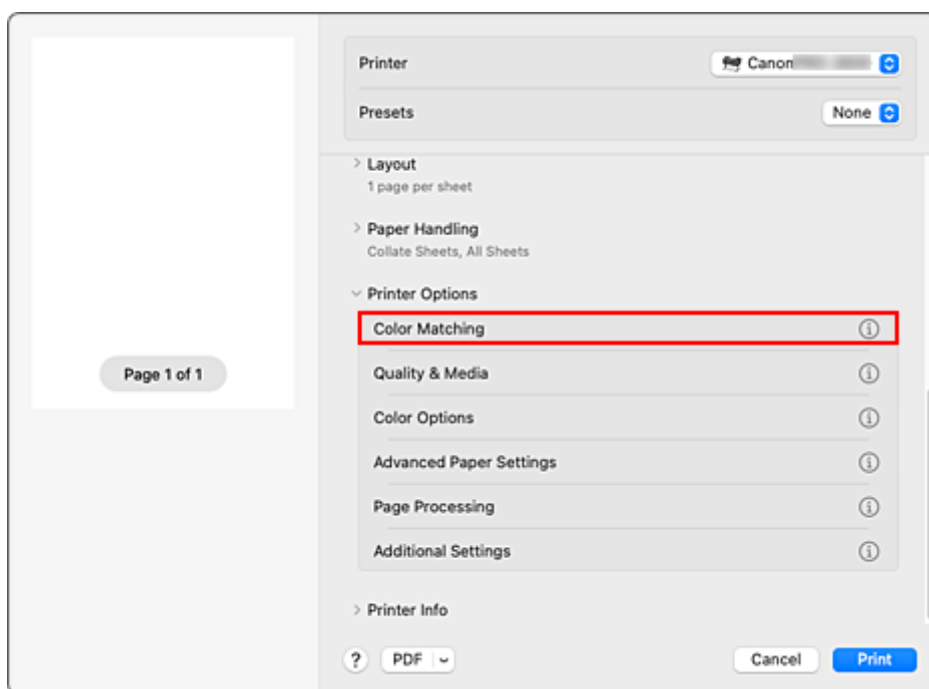 Printer
Canon
Presets
None
Layout
1 page per sheet
Paper Handling
Collate Sheets, All Sheets
Printer Options
Color Matching
Quality & Media
Color Options
Advanced Paper Settings
Page Processing
Additional Settings
Printer Info
Page 1 of 1
?
PDF
Cancel
Print